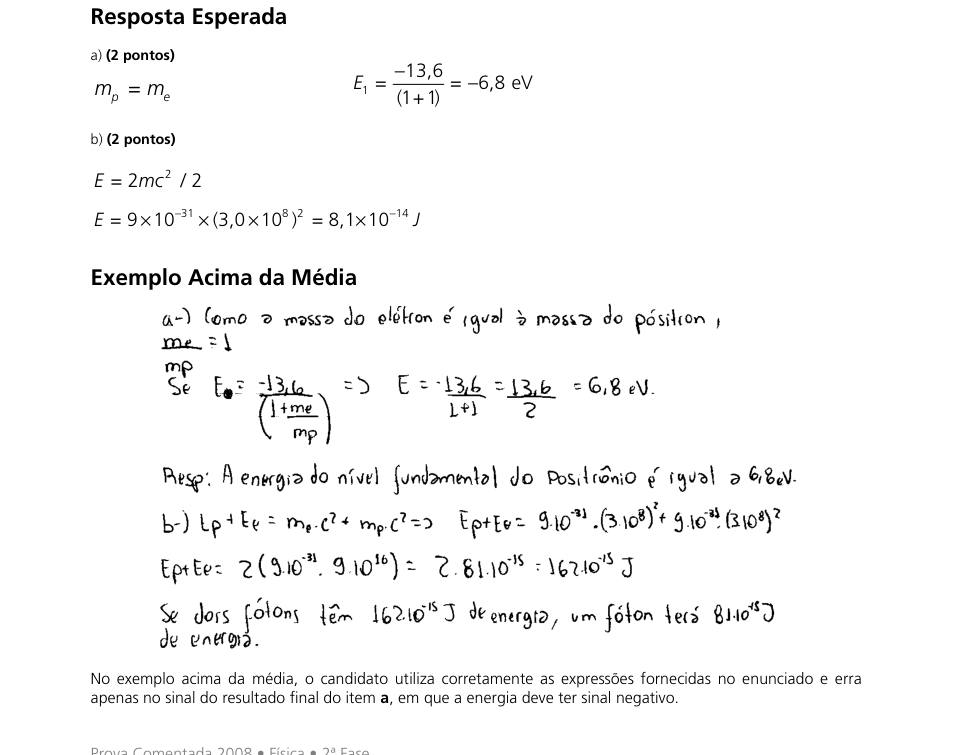 Resposta Esperada
a) (2 pontos)
m_p = m_e    E_1 = −13,6/(1+1) = −6,8 eV
b) (2 pontos)
E = 2mc² / 2
E = 9×10⁻³¹ ×(3,0×10⁸)² = 8,1×10⁻¹⁴ J
Exemplo Acima da Média
a-) Como a massa do elétron é igual à massa do pósitron,
me/mp = 1
Se E = -13,6/(1+me/mp) => E = -13,6/1+1 = 13,6/2 = 6,8 eV.
Resp: A energia do nível fundamental do Positrônio é igual a 6,8eV.
b-) Ep+Ee = me.c²+ mp.c² => Ep+Ee = 9.10⁻³¹.(3.10⁸)²+ 9.10⁻³¹.(3.10⁸)²
Ep+Ee = 2(9.10⁻³¹. 9.10¹⁶) = 2.81.10⁻¹⁵ = 162.10⁻¹⁵ J
Se dois fótons têm 162.10⁻¹⁵ J de energia, um fóton terá 81.10⁻¹⁵J
de energia.
No exemplo acima da média, o candidato utiliza corretamente as expressões fornecidas no enunciado e erra
apenas no sinal do resultado final do item a, em que a energia deve ter sinal negativo.
Prova Comentada 2008 • Física • 2ª Fase